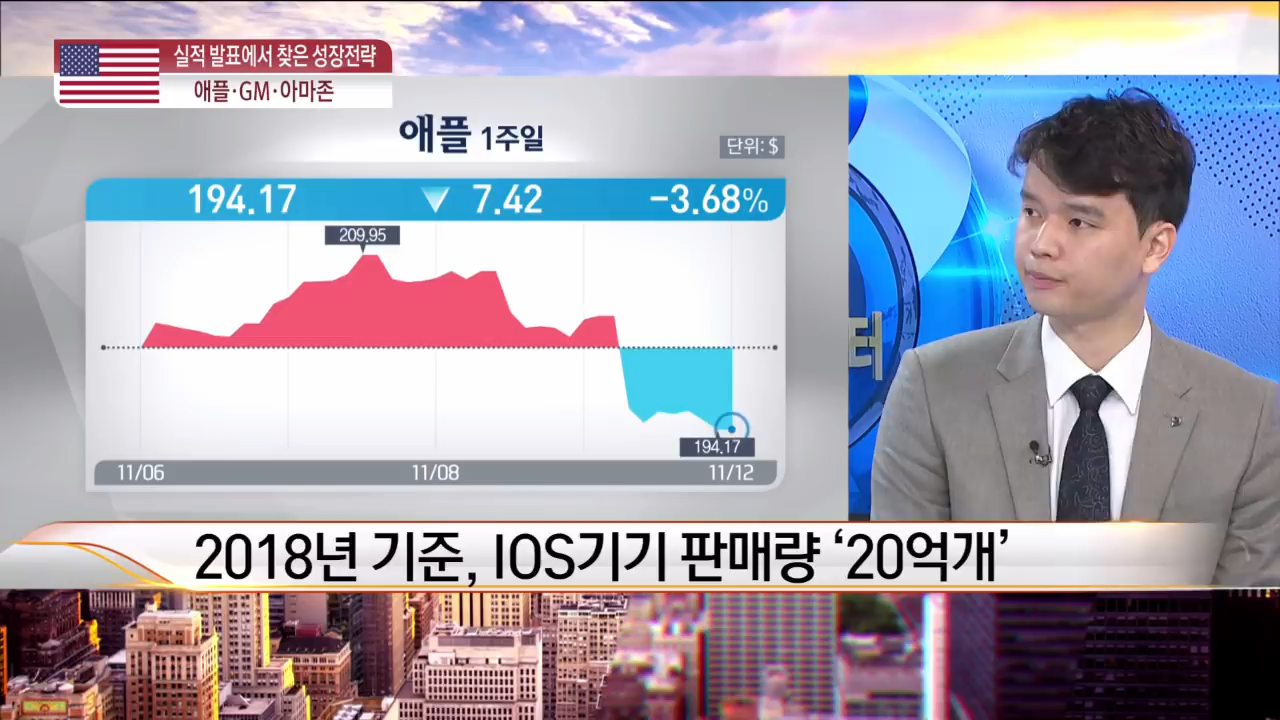 실적 발표에서 찾은 성장전략
애플·GM·아마존
애플 1주일
단위: $
194.17 ▼ 7.42 -3.68%
209.95
194.17
11/06 11/08 11/12
터
2018년 기준, IOS기기 판매량 '20억개'